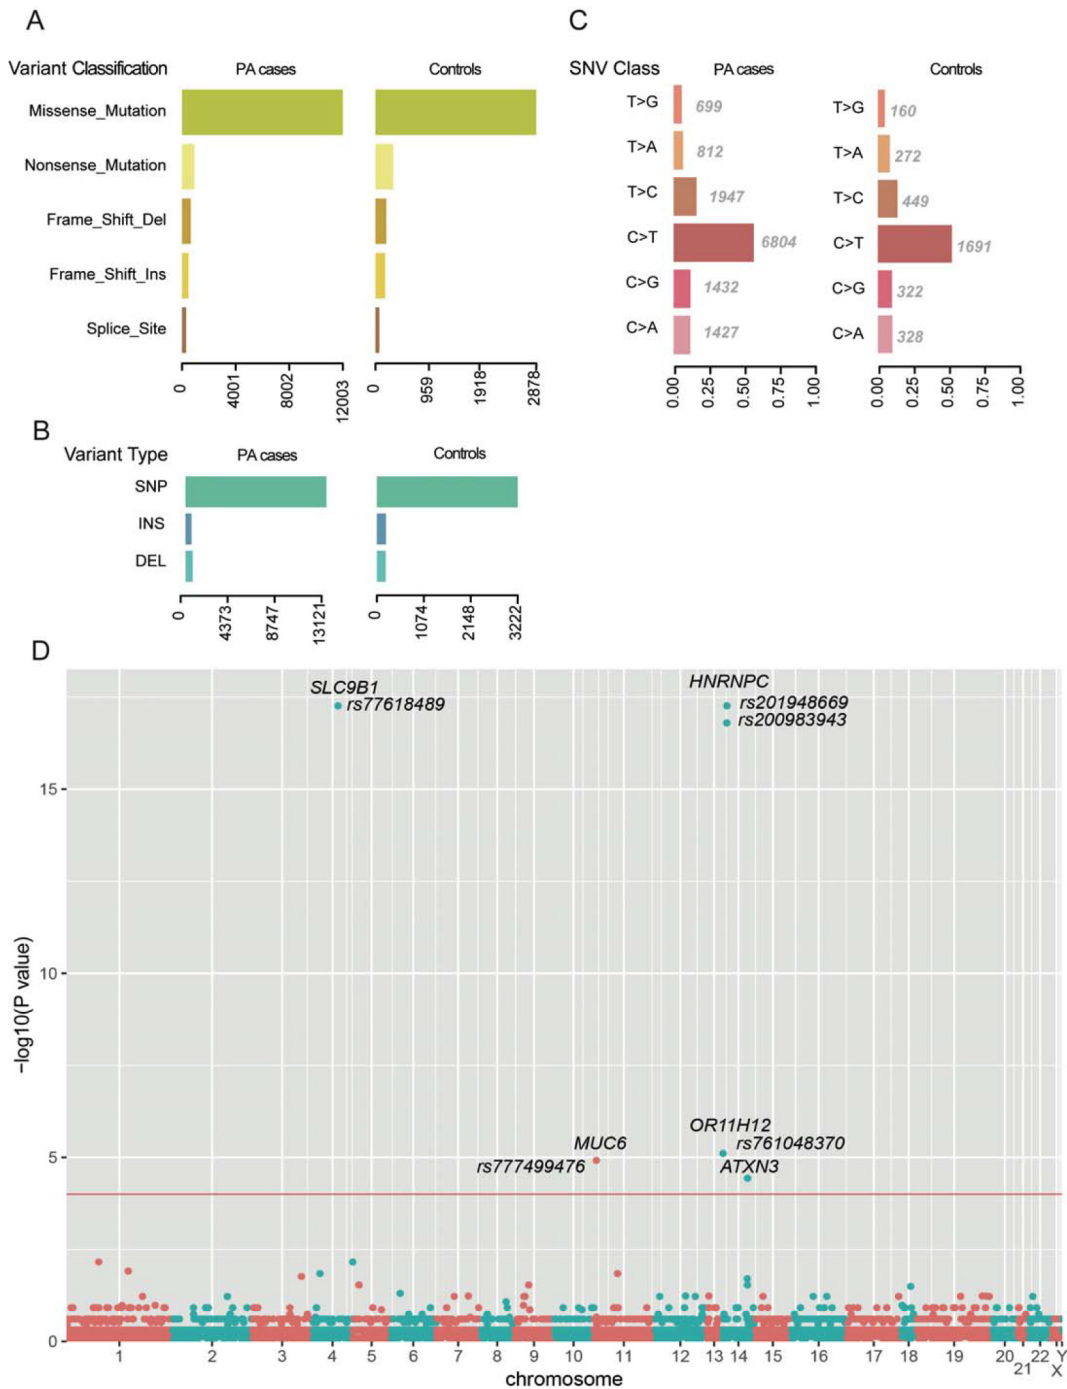 A
Variant Classification
PA cases
Controls
Missense_Mutation
Nonsense_Mutation
Frame_Shift_Del
Frame_Shift_Ins
Splice_Site
0
4001
8002
12003
0
959
1918
2878
C
SNV Class
PA cases
Controls
T>G
699
T>A
812
T>C
1947
C>T
6804
C>G
1432
C>A
1427
T>G
160
T>A
272
T>C
449
C>T
1691
C>G
322
C>A
328
0.00
0.25
0.50
0.75
1.00
0.00
0.25
0.50
0.75
1.00
B
Variant Type
PA cases
Controls
SNP
INS
DEL
0
4373
8747
13121
0
1074
2148
3222
D
SLC9B1
rs77618489
HNRNPC
rs201948669
rs200983943
OR11H12
rs761048370
MUC6
rs777499476
ATXN3
−log10(P value)
15
10
5
0
1 2 3 4 5 6 7 8 9 10 11 12 13 14 15 16 17 18 19 20 21 22 X Y
chromosome